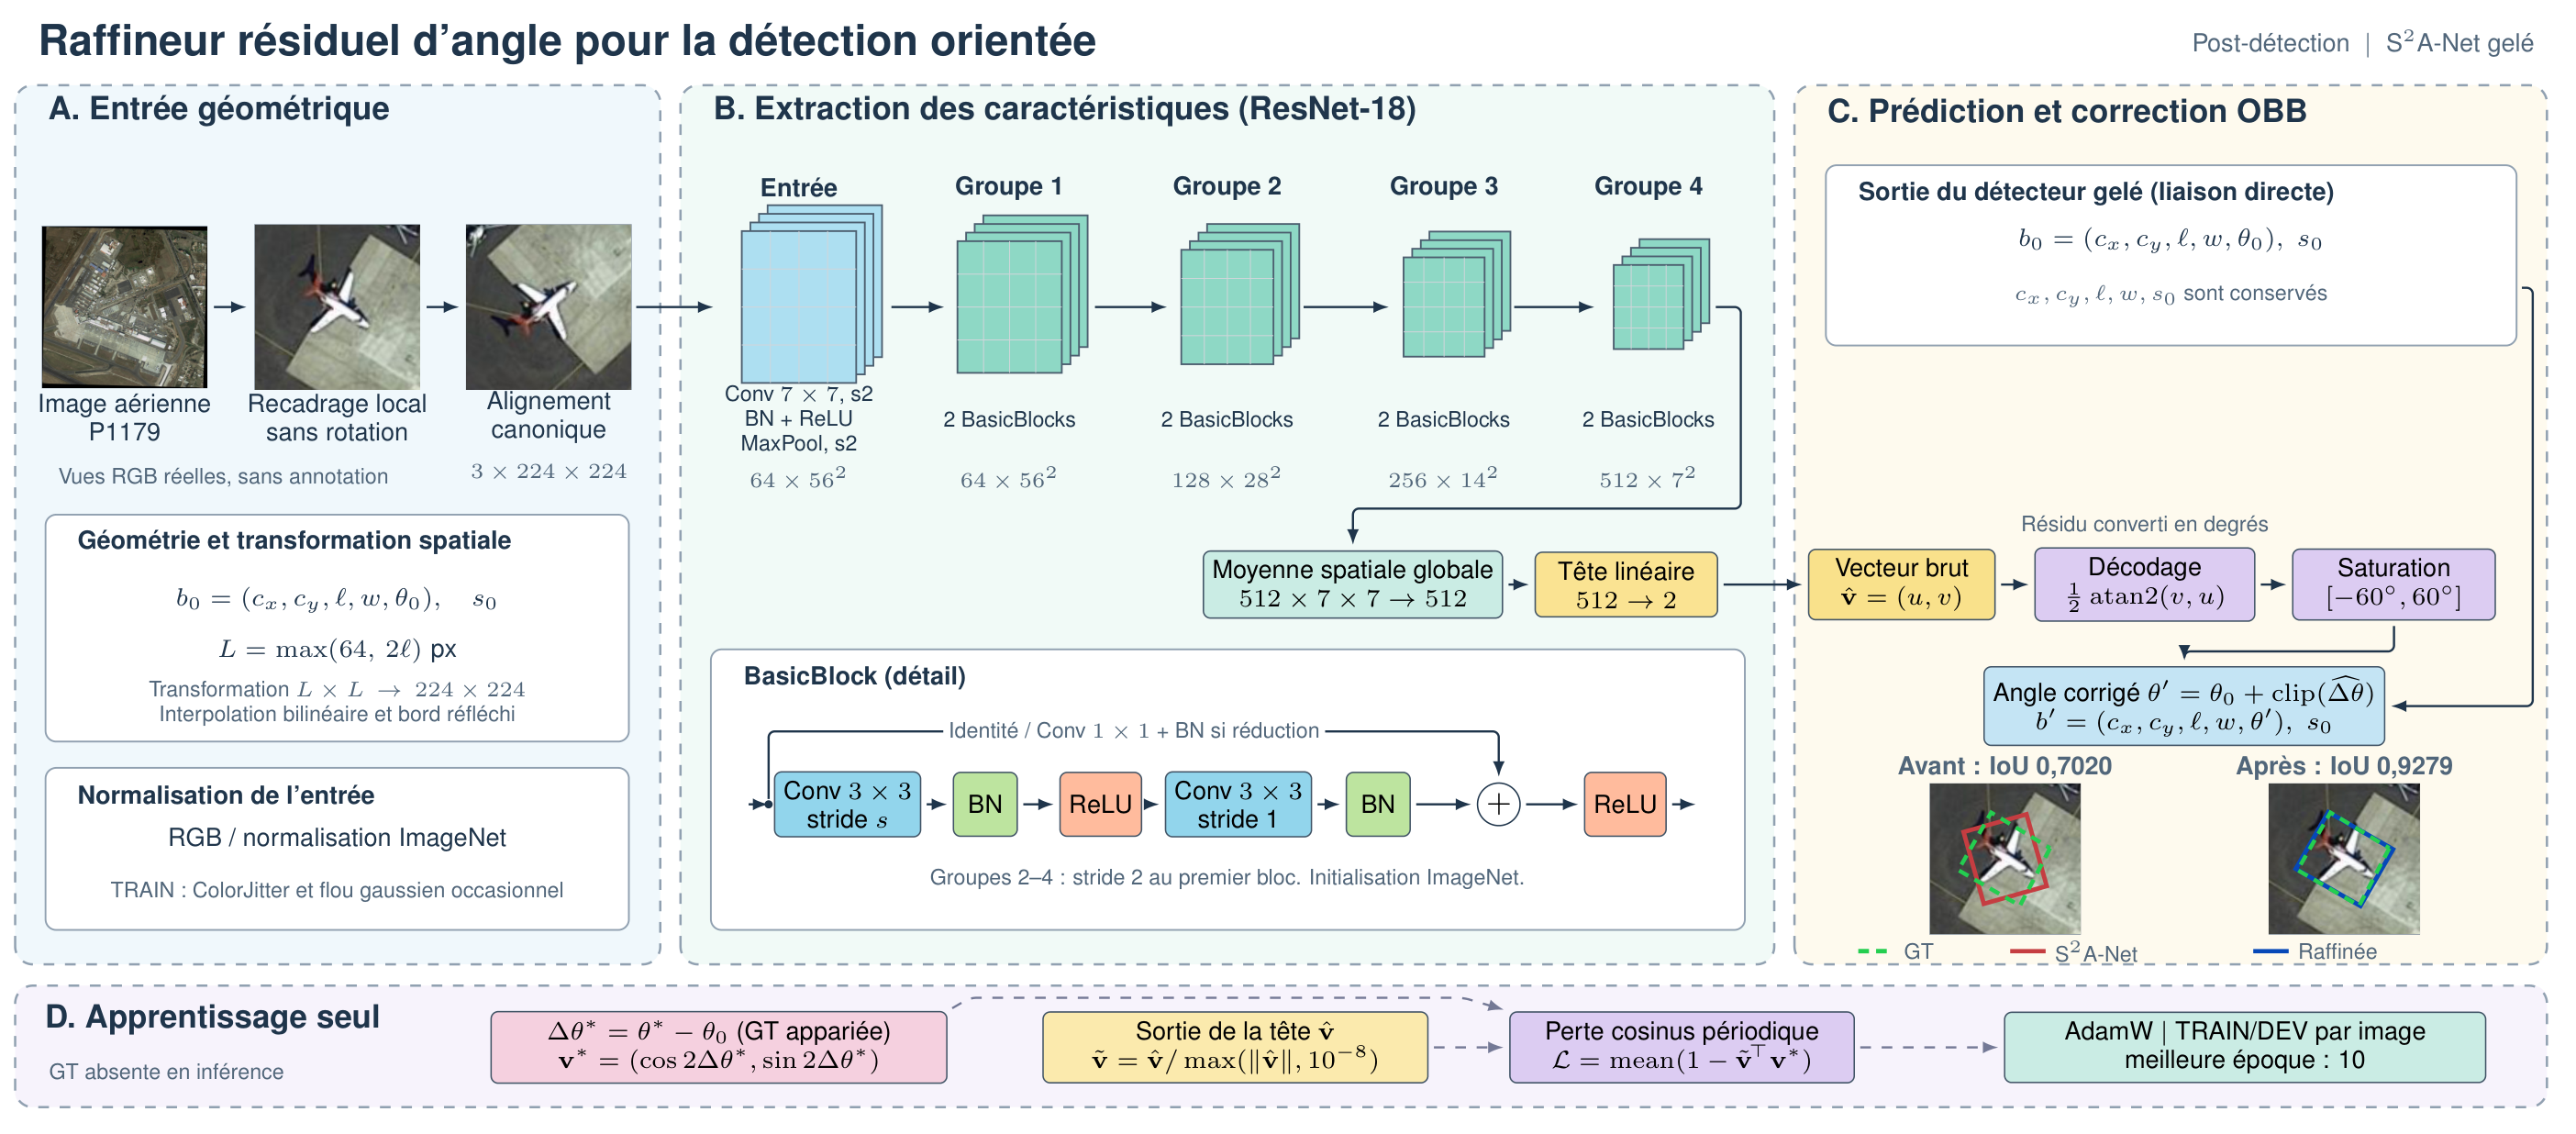 Raffineur résiduel d’angle pour la détection orientée
Post-détection | S²A-Net gelé
A. Entrée géométrique
Image aérienne
P1179
Recadrage local
sans rotation
Alignement
canonique
Vues RGB réelles, sans annotation
3 × 224 × 224
Géométrie et transformation spatiale
b₀ = (cₓ, c_y, ℓ, w, θ₀), s₀
L = max(64, 2ℓ) px
Transformation L × L → 224 × 224
Interpolation bilinéaire et bord réfléchi
Normalisation de l’entrée
RGB / normalisation ImageNet
TRAIN : ColorJitter et flou gaussien occasionnel
B. Extraction des caractéristiques (ResNet-18)
Entrée
Groupe 1
Groupe 2
Groupe 3
Groupe 4
Conv 7 × 7, s2
BN + ReLU
MaxPool, s2
2 BasicBlocks
2 BasicBlocks
2 BasicBlocks
2 BasicBlocks
64 × 56²
64 × 56²
128 × 28²
256 × 14²
512 × 7²
Moyenne spatiale globale
512 × 7 × 7 → 512
Tête linéaire
512 → 2
BasicBlock (détail)
Identité / Conv 1 × 1 + BN si réduction
Conv 3 × 3
stride s
BN
ReLU
Conv 3 × 3
stride 1
BN
+
ReLU
Groupes 2–4 : stride 2 au premier bloc. Initialisation ImageNet.
C. Prédiction et correction OBB
Sortie du détecteur gelé (liaison directe)
b₀ = (cₓ, c_y, ℓ, w, θ₀), s₀
cₓ, c_y, ℓ, w, s₀ sont conservés
Résidu converti en degrés
Vecteur brut
v̂ = (u, v)
Décodage
½ atan2(v, u)
Saturation
[−60°, 60°]
Angle corrigé θ′ = θ₀ + clip(Δθ̂)
b′ = (cₓ, c_y, ℓ, w, θ′), s₀
Avant : IoU 0,7020
Après : IoU 0,9279
GT
S²A-Net
Raffinée
D. Apprentissage seul
GT absente en inférence
Δθ* = θ* − θ₀ (GT appariée)
v* = (cos 2Δθ*, sin 2Δθ*)
Sortie de la tête v̂
ṽ = v̂/ max(‖v̂‖, 10⁻⁸)
Perte cosinus périodique
ℒ = mean(1 − ṽ⊤v*)
AdamW | TRAIN/DEV par image
meilleure époque : 10